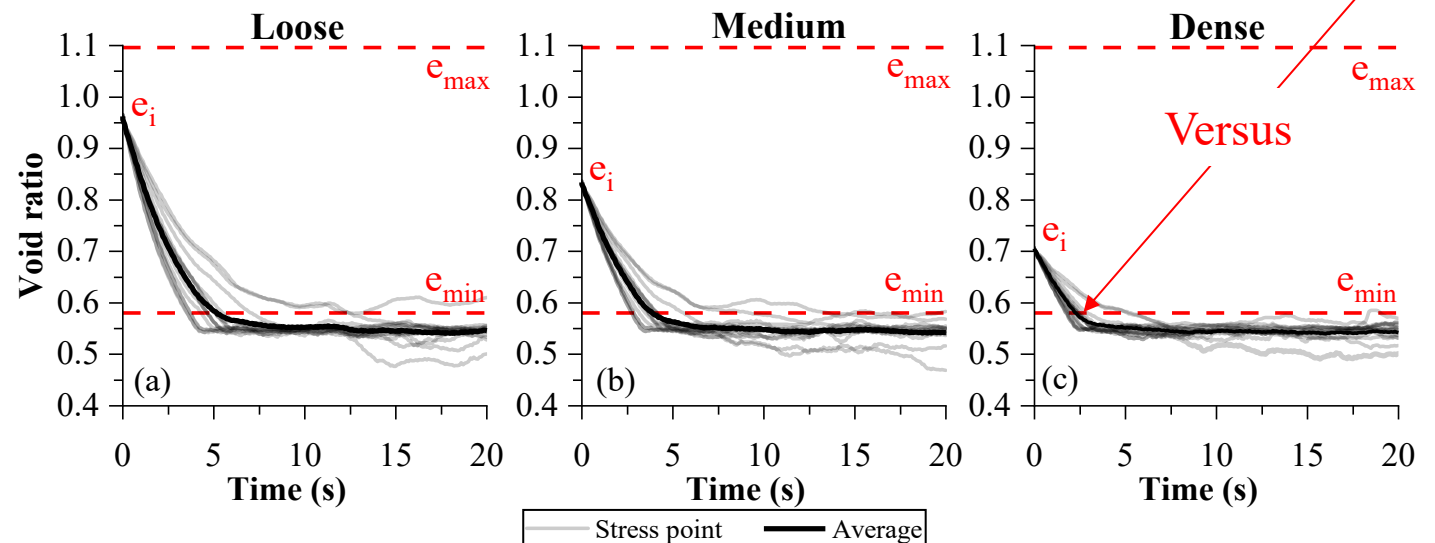 Loose
Medium
Dense
1.1
1.0
0.9
0.8
0.7
0.6
0.5
0.4
Void ratio
e_max
e_i
e_min
(a)
0 5 10 15 20
Time (s)
1.1
1.0
0.9
0.8
0.7
0.6
0.5
0.4
e_max
e_i
e_min
(b)
0 5 10 15 20
Time (s)
1.1
1.0
0.9
0.8
0.7
0.6
0.5
0.4
e_max
Versus
e_i
e_min
(c)
0 5 10 15 20
Time (s)
Stress point Average